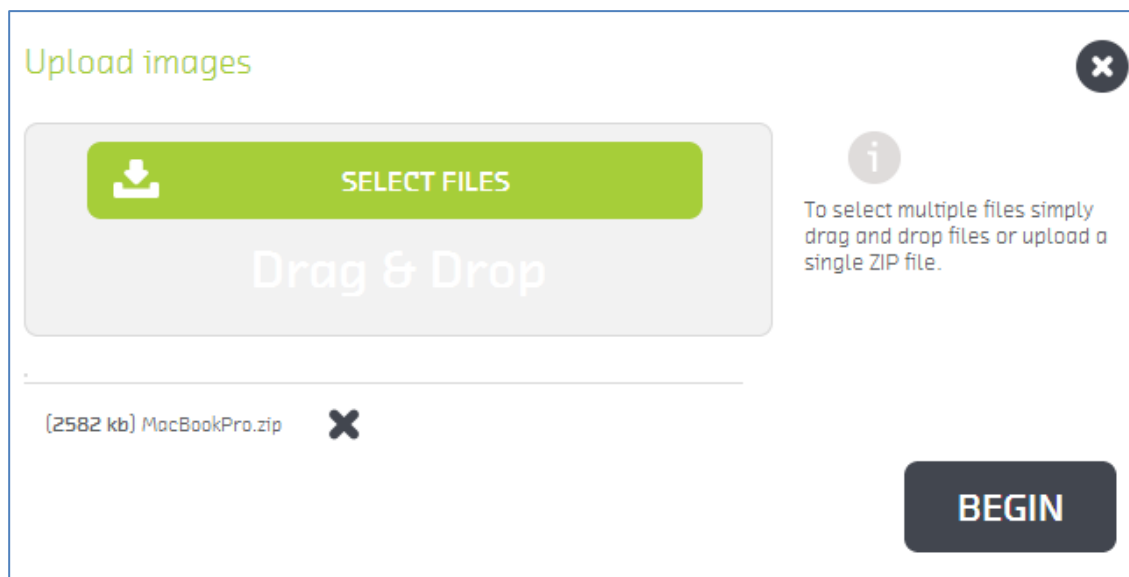 Upload images
SELECT FILES
Drag & Drop
To select multiple files simply
drag and drop files or upload a
single ZIP file.
(2582 kb) MacBookPro.zip
BEGIN